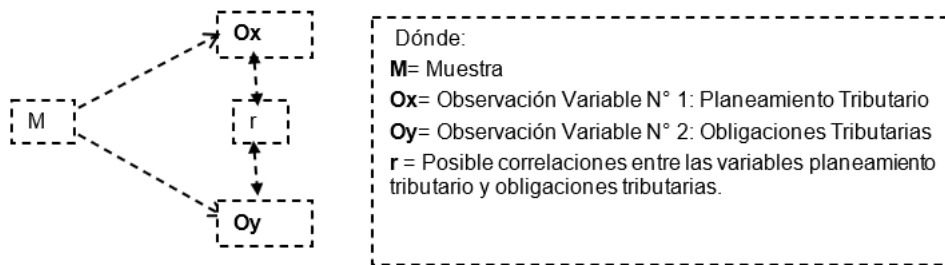 Ox
M
r
Oy
Dónde:
M= Muestra
Ox= Observación Variable N° 1: Planeamiento Tributario
Oy= Observación Variable N° 2: Obligaciones Tributarias
r = Posible correlaciones entre las variables planeamiento
tributario y obligaciones tributarias.